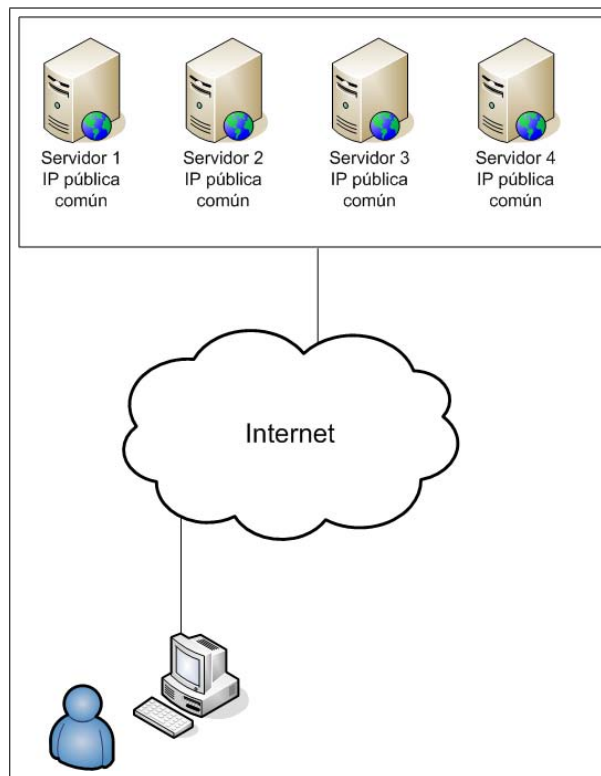 Servidor 1
IP pública
común
Servidor 2
IP pública
común
Servidor 3
IP pública
común
Servidor 4
IP pública
común
Internet